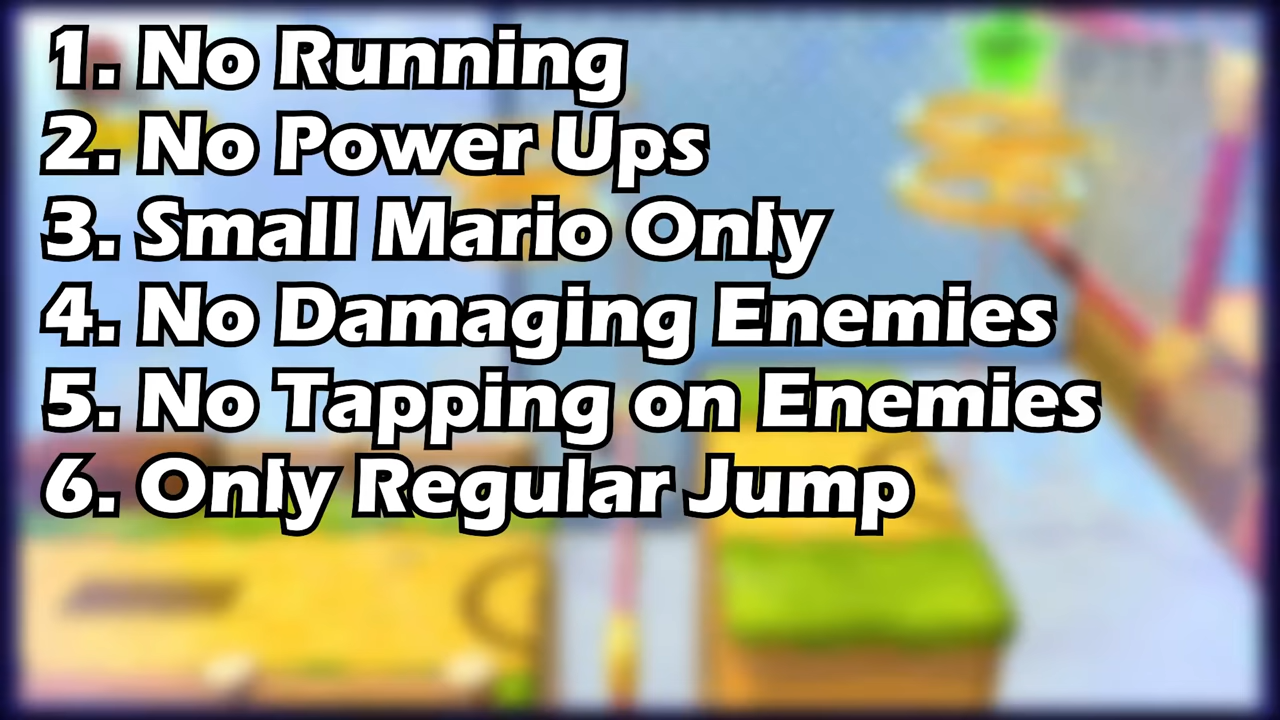 1. No Running
2. No Power Ups
3. Small Mario Only
4. No Damaging Enemies
5. No Tapping on Enemies
6. Only Regular Jump